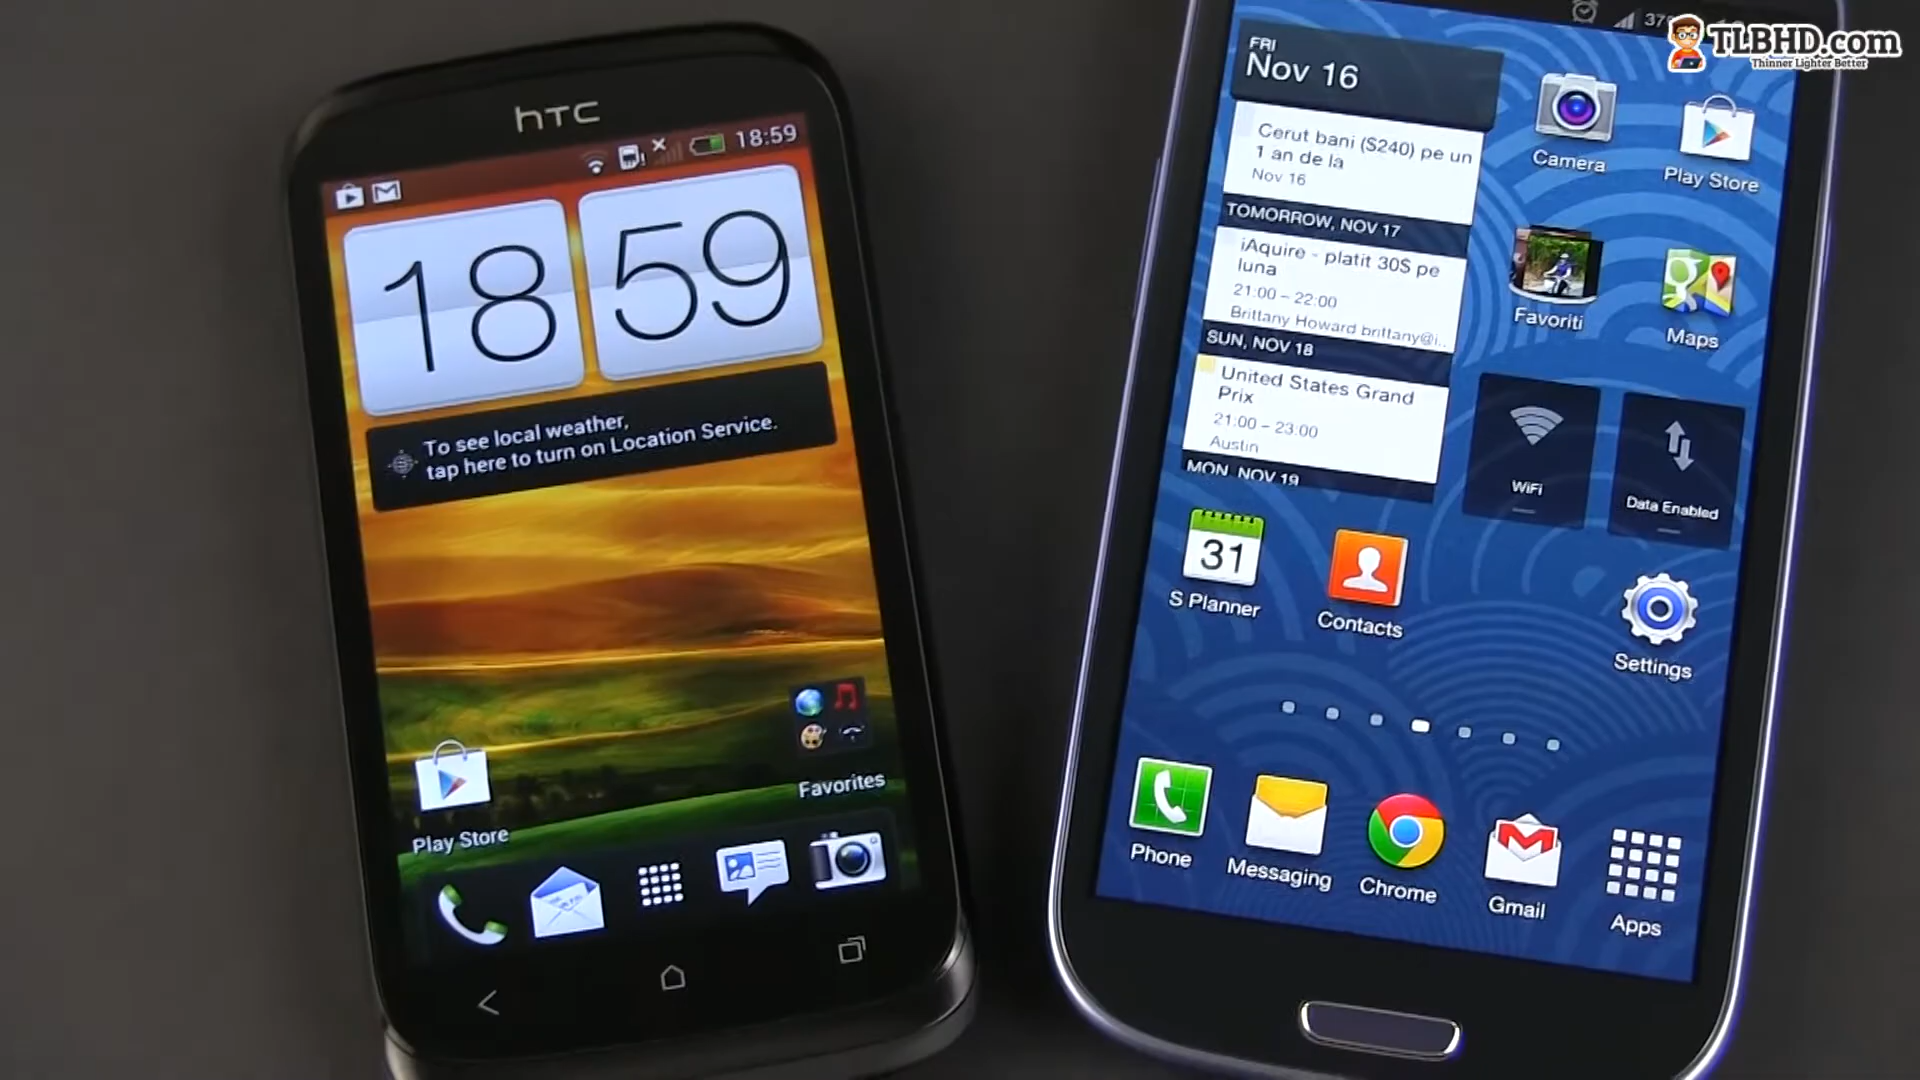 hTC
18:59
18 59
To see local weather,
tap here to turn on Location Service.
Favorites
Play Store
37
TLBHD.com
Thinner Lighter Better
FRI
Nov 16
Cerut bani ($240) pe un
1 an de la
Nov 16
TOMORROW, NOV 17
iAquire - platit 30$ pe
luna
21:00 – 22:00
Brittany Howard brittany@i..
SUN, NOV 18
United States Grand
Prix
21:00 – 23:00
Austin
MON, NOV 19
Camera
Play Store
Favoriti
Maps
WiFi
Data Enabled
31
S Planner
Contacts
Settings
Phone
Messaging
Chrome
Gmail
Apps